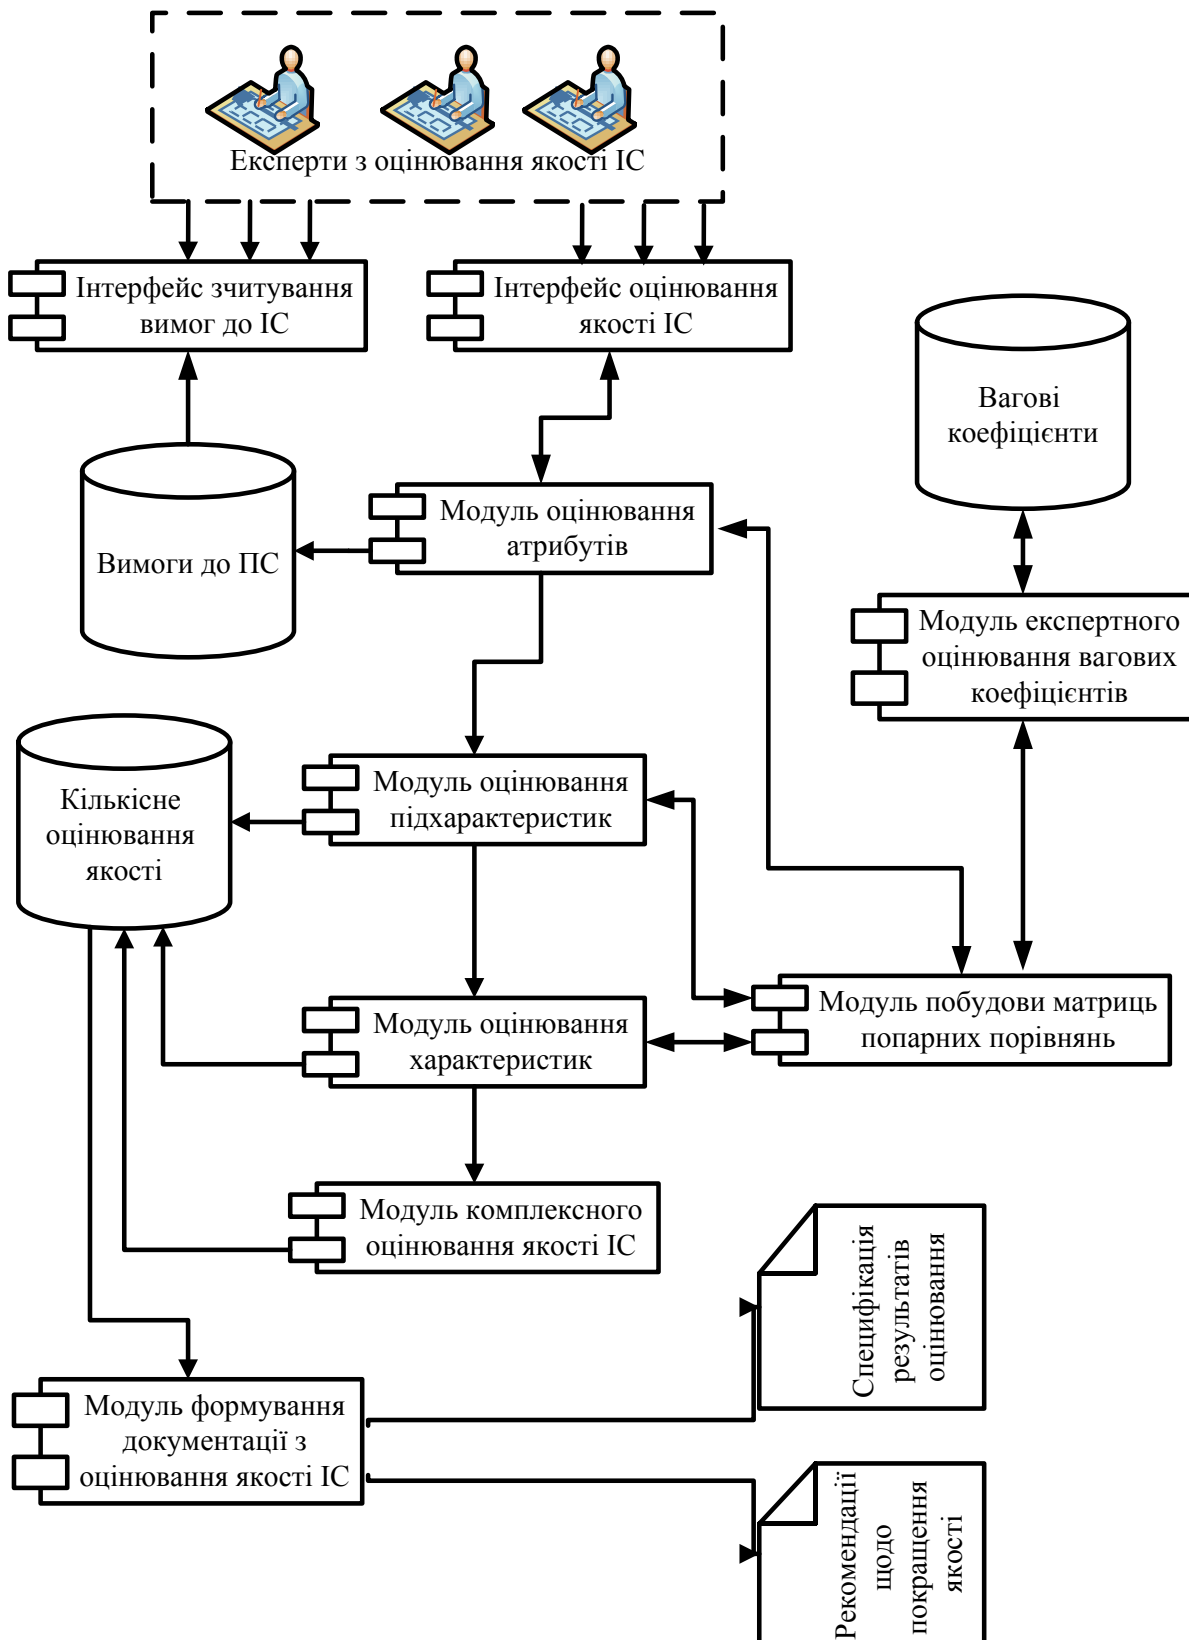 Експерти з оцінювання якості ІС
Інтерфейс зчитування
вимог до ІС
Інтерфейс оцінювання
якості ІС
Вагові
коефіцієнти
Модуль оцінювання
атрибутів
Вимоги до ПС
Модуль експертного
оцінювання вагових
коефіцієнтів
Модуль оцінювання
підхарактеристик
Кількісне
оцінювання
якості
Модуль побудови матриць
попарних порівнянь
Модуль оцінювання
характеристик
Модуль комплексного
оцінювання якості ІС
Специфікація
результатів
оцінювання
Модуль формування
документації з
оцінювання якості ІС
Рекомендації
щодо
покращення
якості